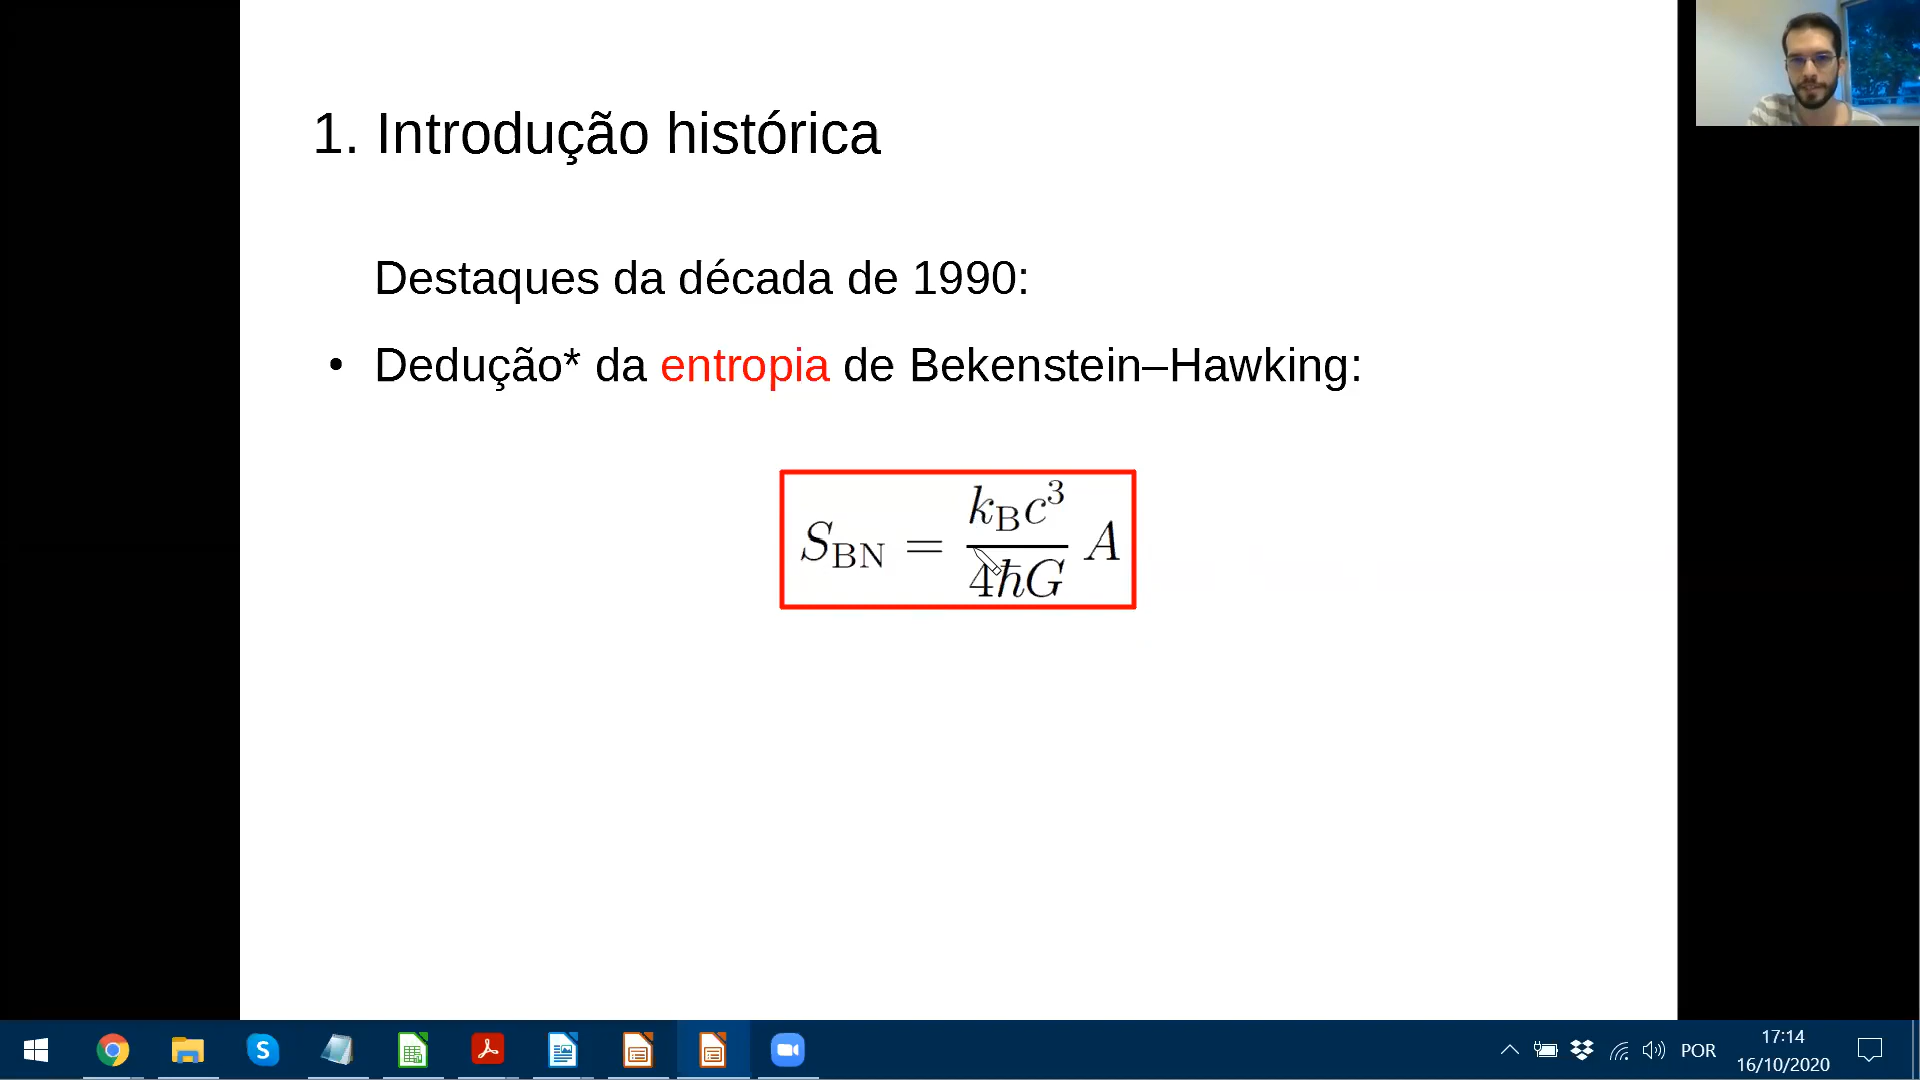 1. Introdução histórica
Destaques da década de 1990:
• Dedução* da entropia de Bekenstein–Hawking:
S_BN = k_B c³ / 4ħG A
POR
17:14
16/10/2020